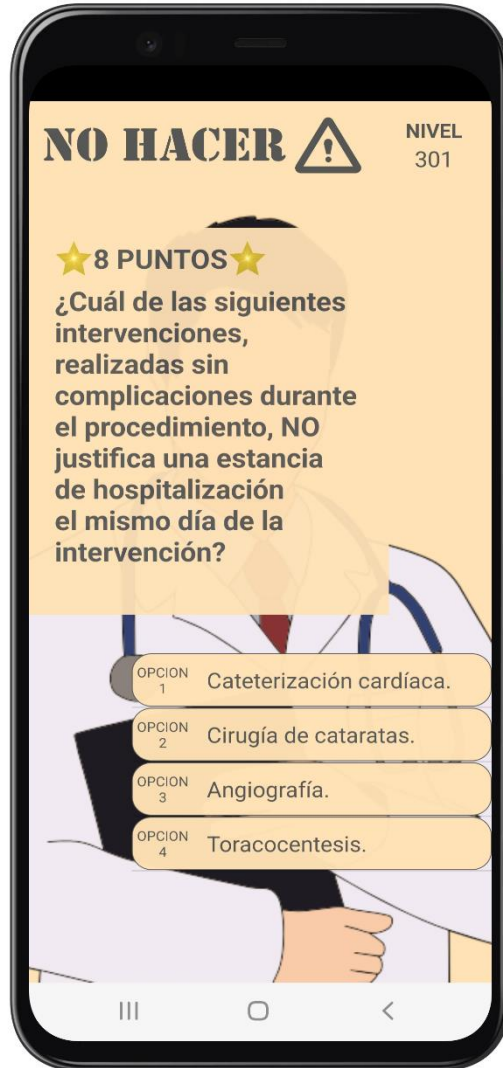 NO HACER
NIVEL
301
8 PUNTOS
¿Cuál de las siguientes
intervenciones,
realizadas sin
complicaciones durante
el procedimiento, NO
justifica una estancia
de hospitalización
el mismo día de la
intervención?
OPCION
1
Cateterización cardíaca.
OPCION
2
Cirugía de cataratas.
OPCION
3
Angiografía.
OPCION
4
Toracocentesis.